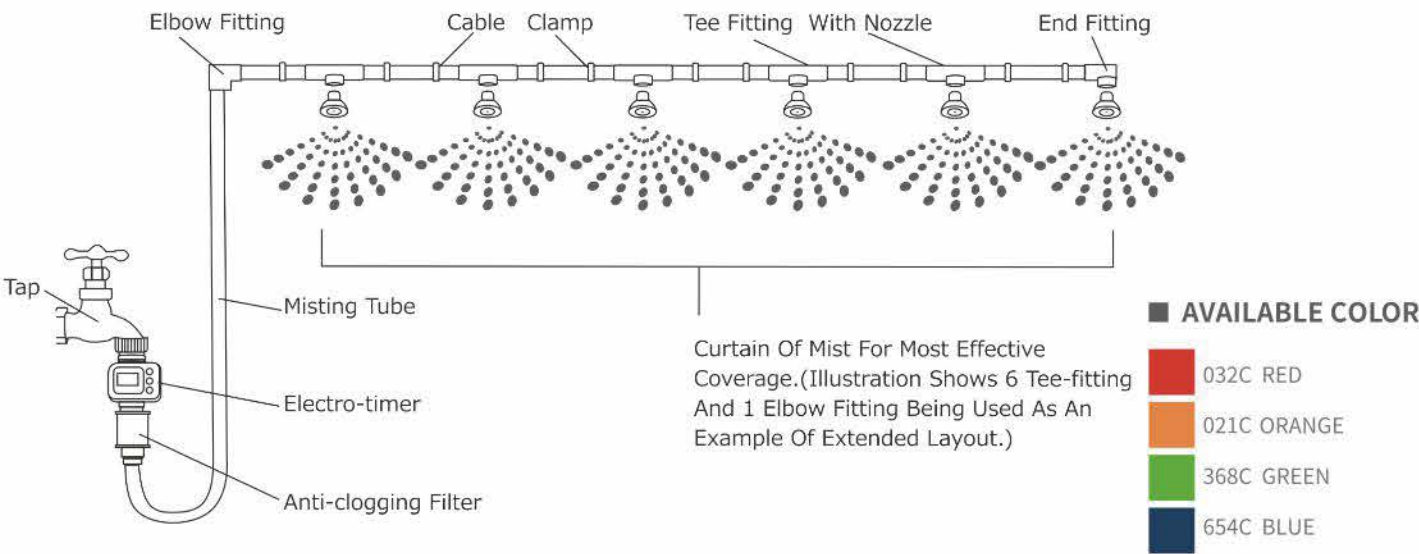 Elbow Fitting
Cable
Clamp
Tee Fitting
With Nozzle
End Fitting
Tap
Misting Tube
Electro-timer
Anti-clogging Filter
Curtain Of Mist For Most Effective
Coverage.(Illustration Shows 6 Tee-fitting
And 1 Elbow Fitting Being Used As An
Example Of Extended Layout.)
AVAILABLE COLOR
032C RED
021C ORANGE
368C GREEN
654C BLUE